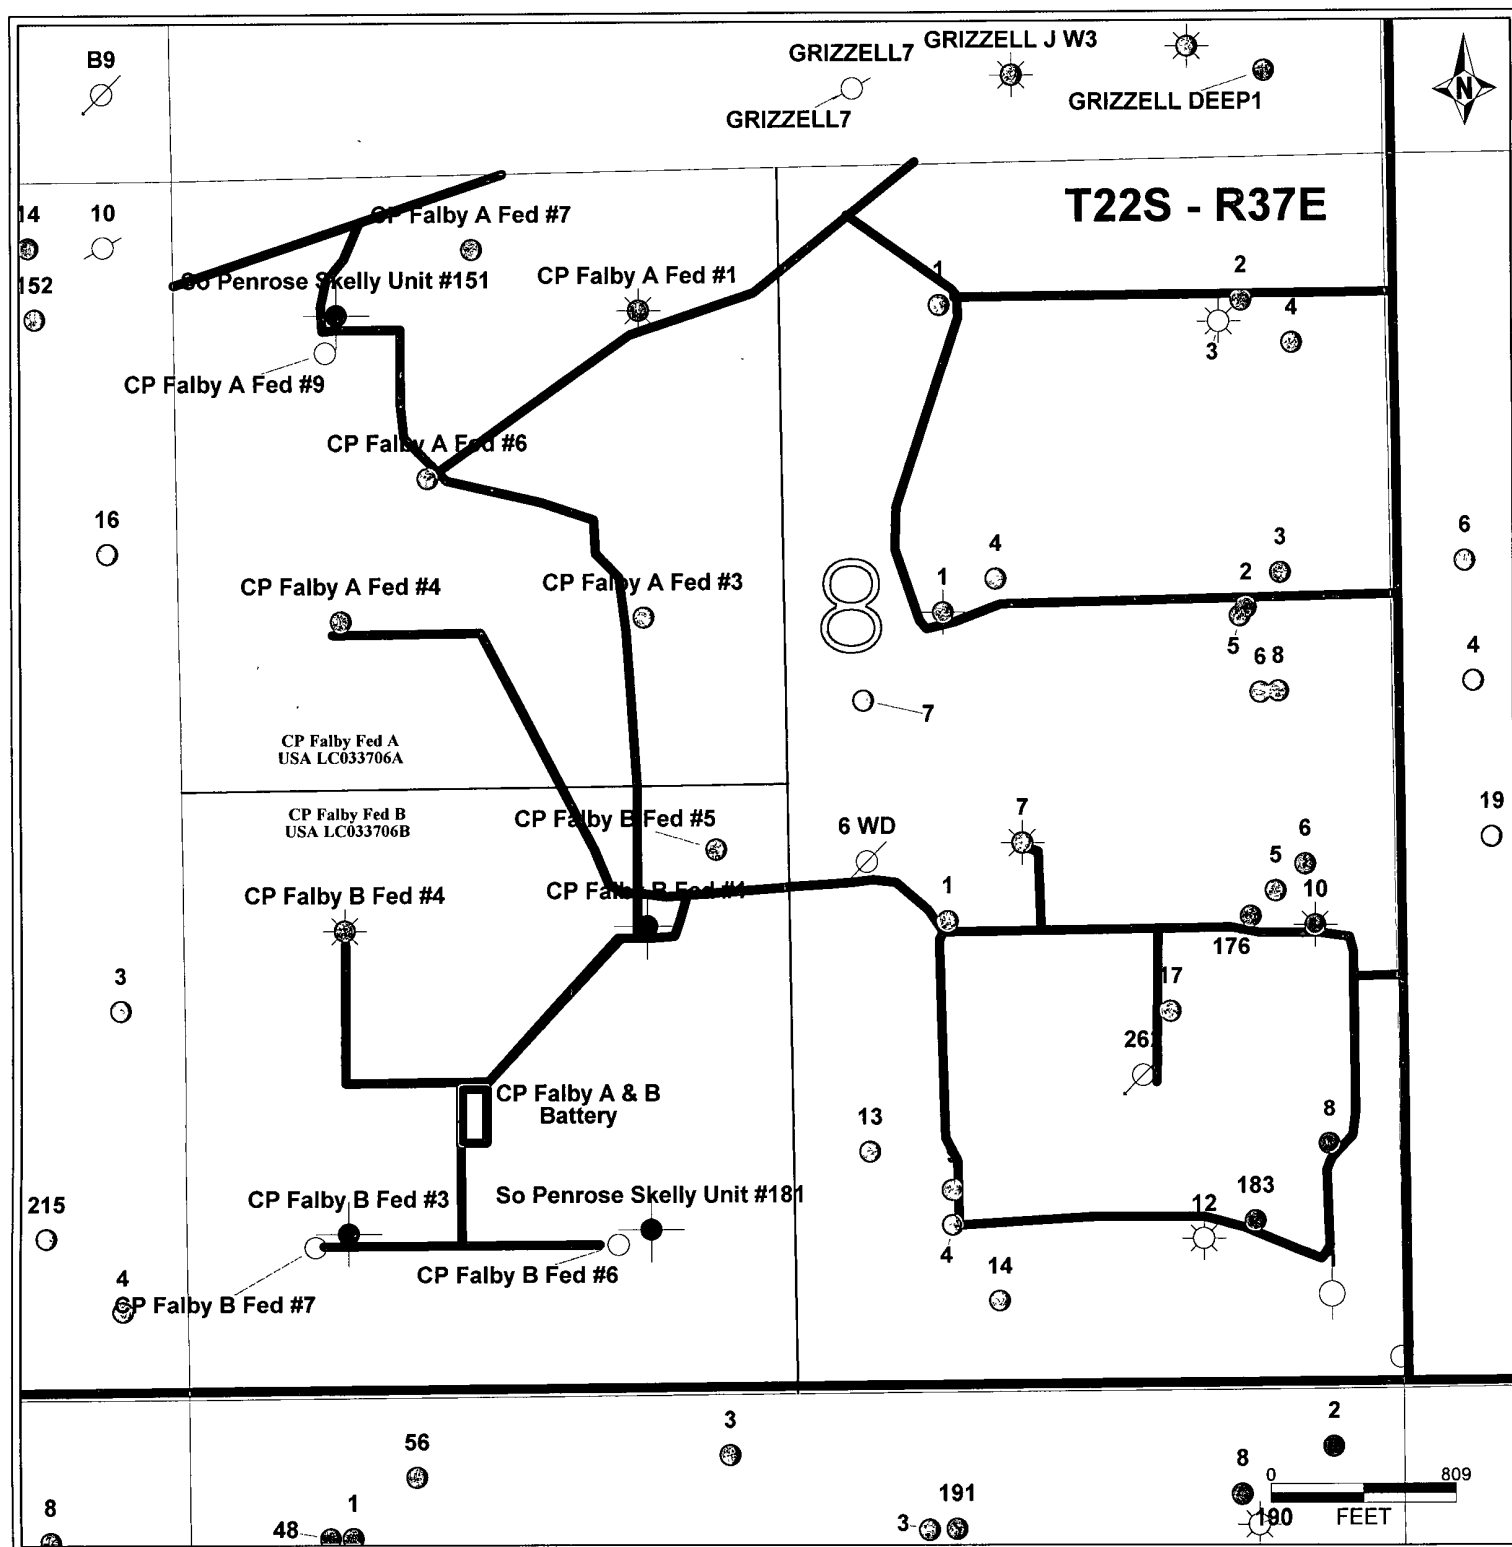 B9
GRIZZELL7
GRIZZELL J W3
N
GRIZZELL DEEP1
GRIZZELL7
T22S - R37E
14
10
CP Falby A Fed #7
152
So Penrose Skelly Unit #151
CP Falby A Fed #1
1
2
4
3
CP Falby A Fed #9
CP Falby A Fed #6
16
CP Falby A Fed #4
CP Falby A Fed #3
8
1
4
3
2
5
6 8
6
4
7
CP Falby Fed A
USA LC033706A
CP Falby Fed B
USA LC033706B
CP Falby B Fed #5
6 WD
7
6
5
19
CP Falby B Fed #4
CP Falby B Fed #1
1
10
176
3
17
262
CP Falby A & B
Battery
13
8
215
CP Falby B Fed #3
So Penrose Skelly Unit #181
183
12
4
4
CP Falby B Fed #6
14
CP Falby B Fed #7
56
3
2
8
0 809
FEET
8
1
48
191
3
190